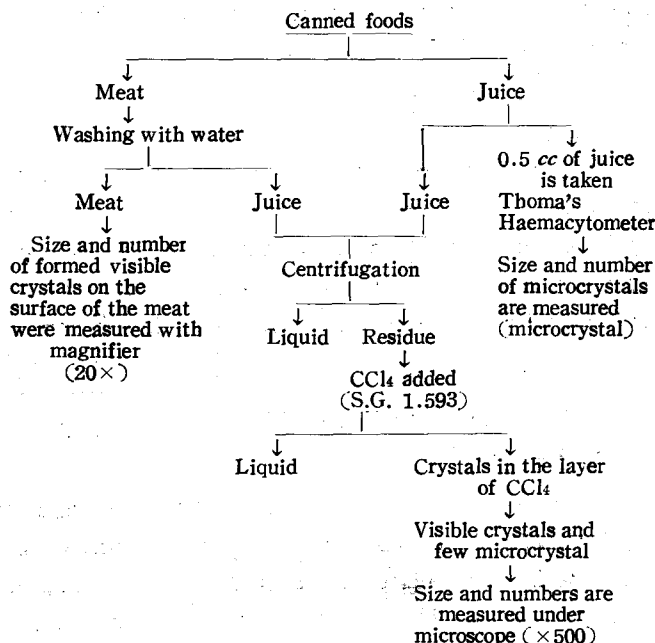 Canned foods
Meat
Juice
Washing with water
0.5 cc of juice
is taken
Thoma's
Haemacytometer
Meat
Juice
Juice
Size and number
of formed visible
crystals on the
surface of the meat
were measured with
magnifier
(20×)
Centrifugation
Size and number
of microcrystals
are measured
(microcrystal)
Liquid
Residue
CCl₄ added
(S.G. 1.593)
Liquid
Crystals in the layer
of CCl₄
Visible crystals and
few microcrystal
Size and numbers are
measured under
microscope (×500)